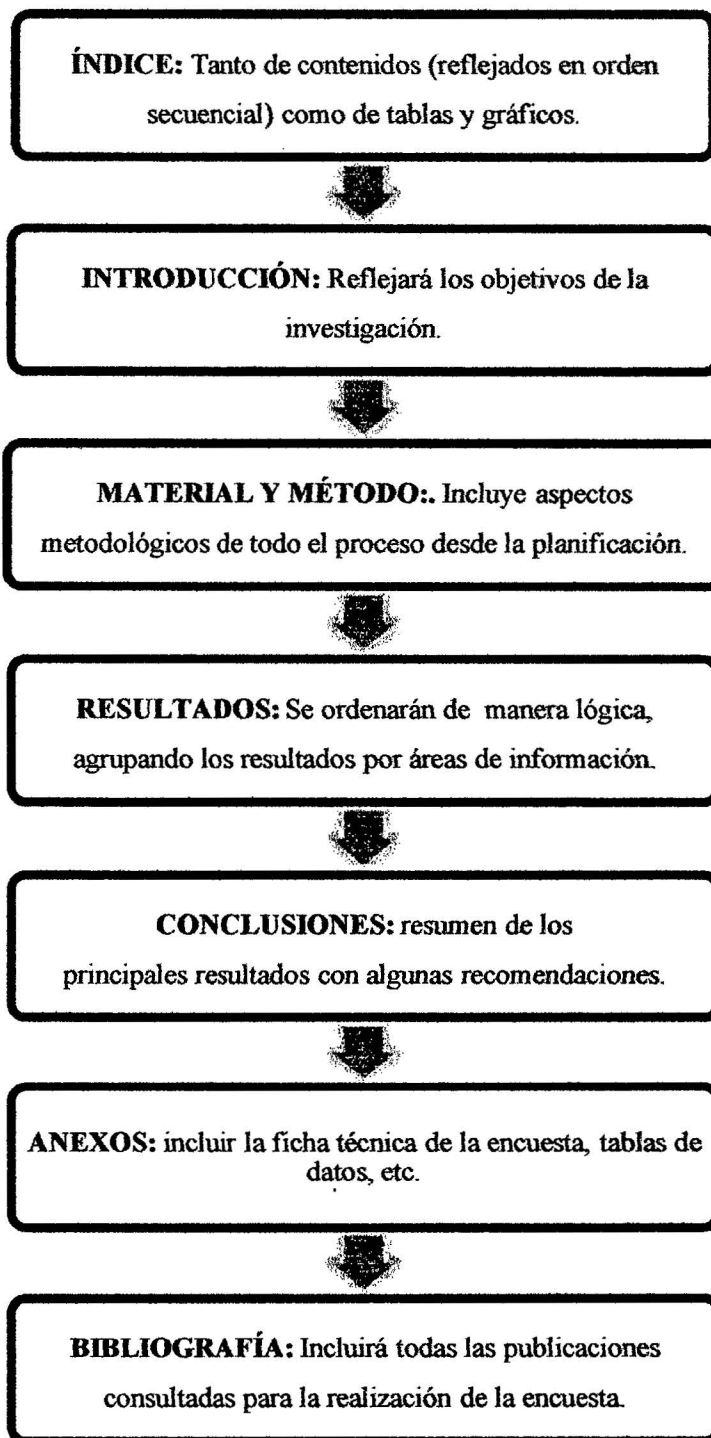 ÍNDICE: Tanto de contenidos (reflejados en orden
secuencial) como de tablas y gráficos.
INTRODUCCIÓN: Reflejará los objetivos de la
investigación.
MATERIAL Y MÉTODO:. Incluye aspectos
metodológicos de todo el proceso desde la planificación.
RESULTADOS: Se ordenarán de manera lógica,
agrupando los resultados por áreas de información.
CONCLUSIONES: resumen de los
principales resultados con algunas recomendaciones.
ANEXOS: incluir la ficha técnica de la encuesta, tablas de
datos, etc.
BIBLIOGRAFÍA: Incluirá todas las publicaciones
consultadas para la realización de la encuesta.